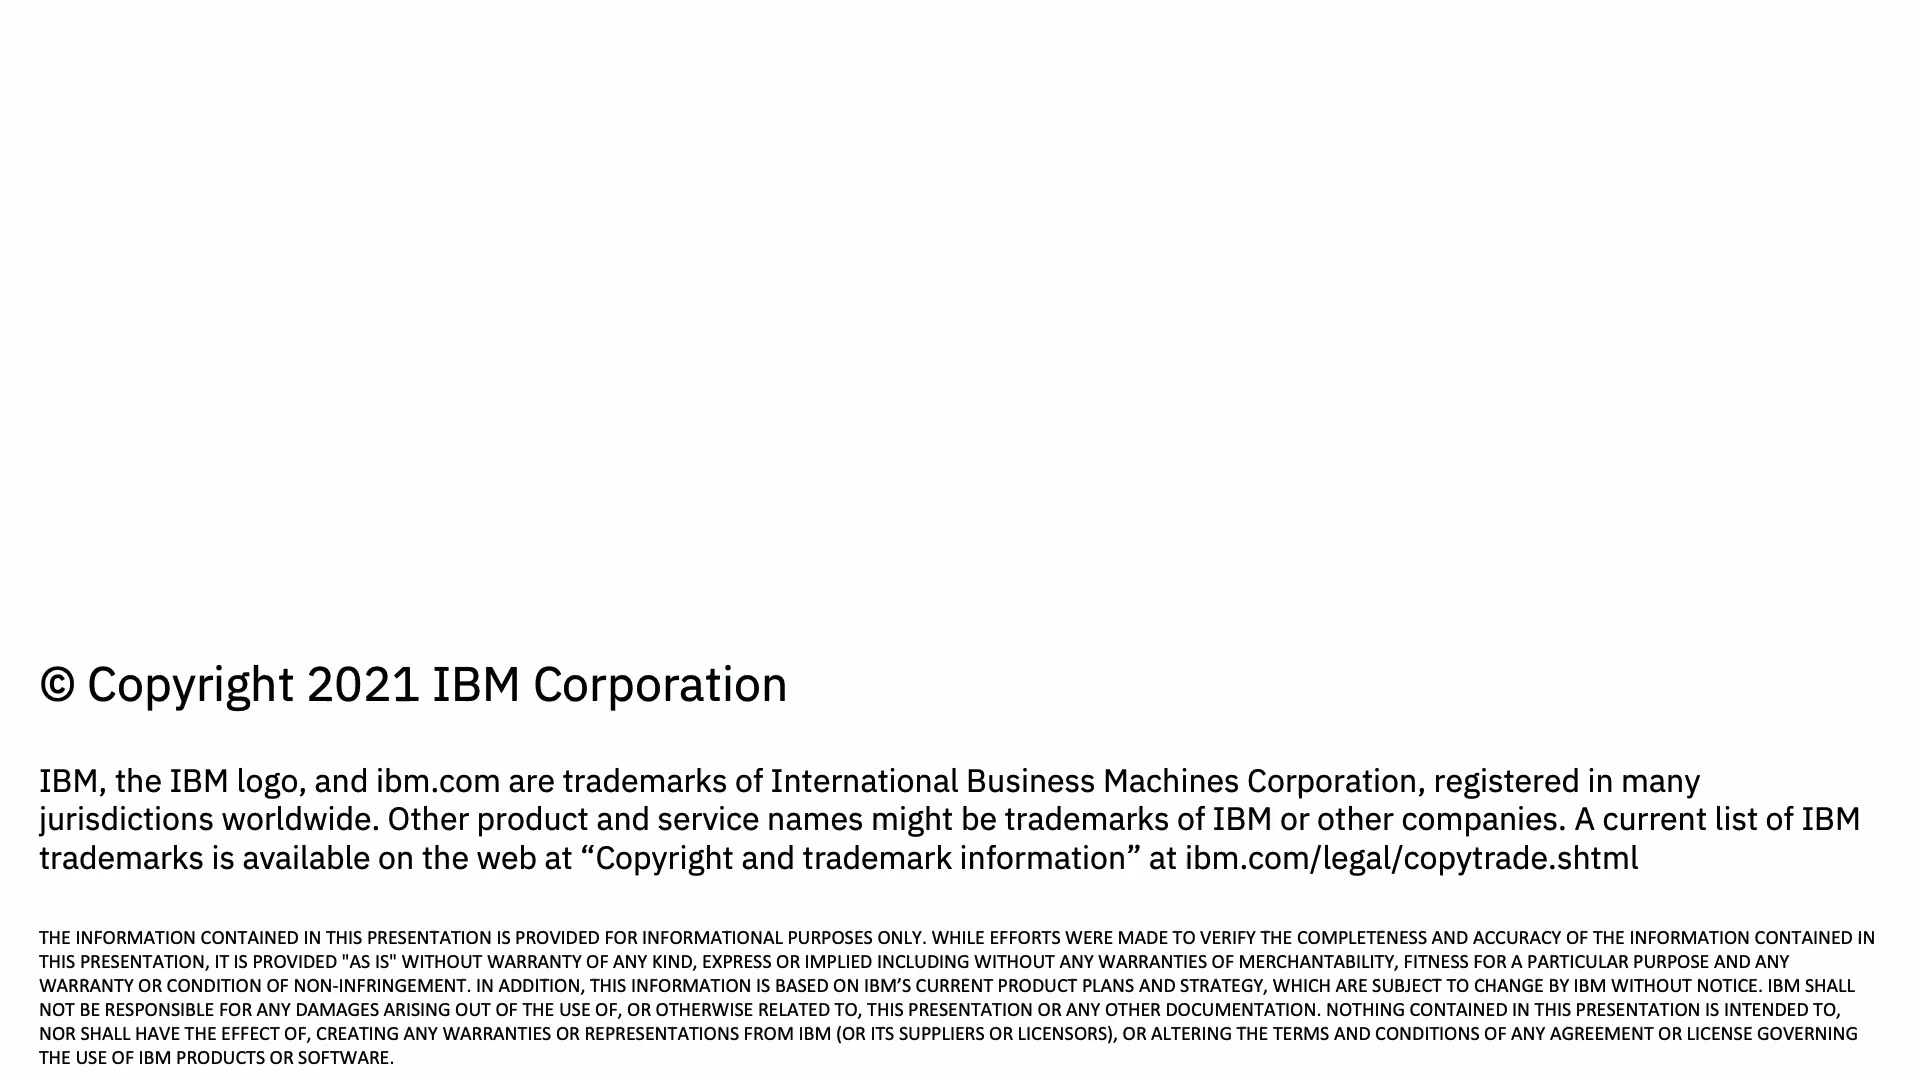 © Copyright 2021 IBM Corporation
IBM, the IBM logo, and ibm.com are trademarks of International Business Machines Corporation, registered in many
jurisdictions worldwide. Other product and service names might be trademarks of IBM or other companies. A current list of IBM
trademarks is available on the web at “Copyright and trademark information” at ibm.com/legal/copytrade.shtml
THE INFORMATION CONTAINED IN THIS PRESENTATION IS PROVIDED FOR INFORMATIONAL PURPOSES ONLY. WHILE EFFORTS WERE MADE TO VERIFY THE COMPLETENESS AND ACCURACY OF THE INFORMATION CONTAINED IN
THIS PRESENTATION, IT IS PROVIDED "AS IS" WITHOUT WARRANTY OF ANY KIND, EXPRESS OR IMPLIED INCLUDING WITHOUT ANY WARRANTIES OF MERCHANTABILITY, FITNESS FOR A PARTICULAR PURPOSE AND ANY
WARRANTY OR CONDITION OF NON-INFRINGEMENT. IN ADDITION, THIS INFORMATION IS BASED ON IBM’S CURRENT PRODUCT PLANS AND STRATEGY, WHICH ARE SUBJECT TO CHANGE BY IBM WITHOUT NOTICE. IBM SHALL
NOT BE RESPONSIBLE FOR ANY DAMAGES ARISING OUT OF THE USE OF, OR OTHERWISE RELATED TO, THIS PRESENTATION OR ANY OTHER DOCUMENTATION. NOTHING CONTAINED IN THIS PRESENTATION IS INTENDED TO,
NOR SHALL HAVE THE EFFECT OF, CREATING ANY WARRANTIES OR REPRESENTATIONS FROM IBM (OR ITS SUPPLIERS OR LICENSORS), OR ALTERING THE TERMS AND CONDITIONS OF ANY AGREEMENT OR LICENSE GOVERNING
THE USE OF IBM PRODUCTS OR SOFTWARE.